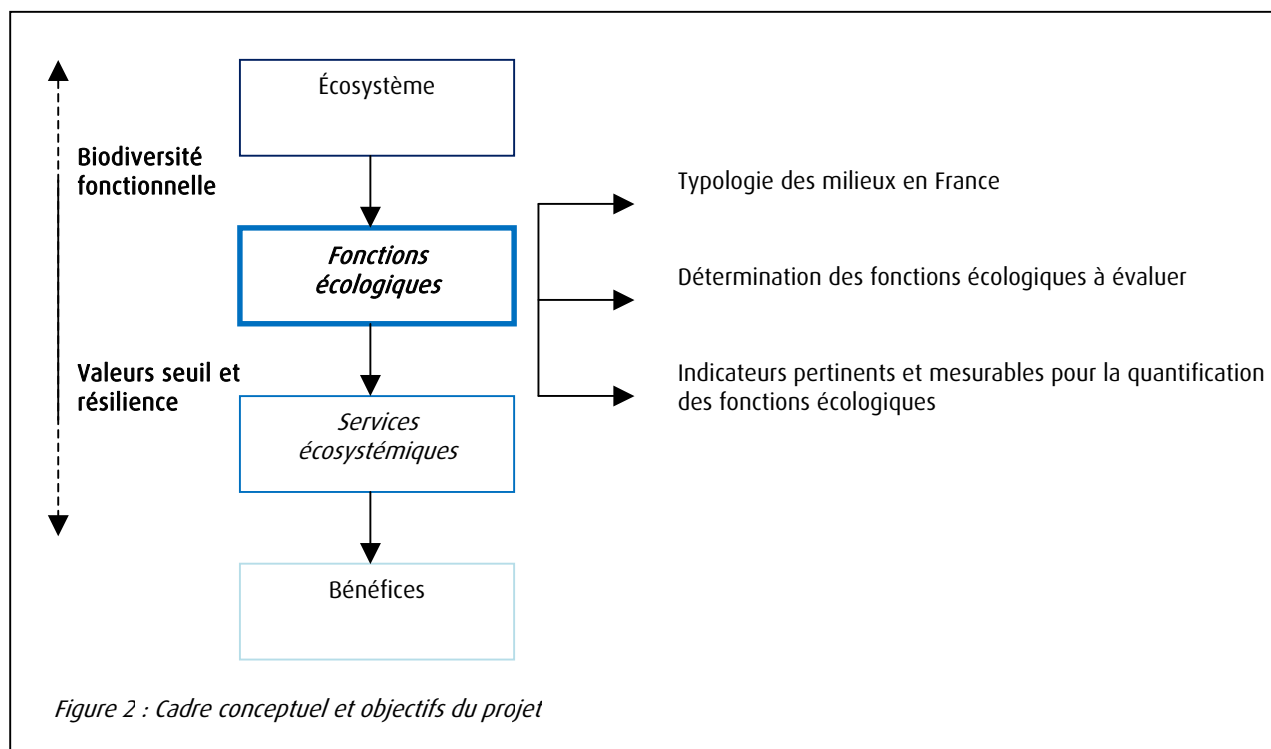 Écosystème
Biodiversité
fonctionnelle
Typologie des milieux en France
Fonctions
écologiques
Détermination des fonctions écologiques à évaluer
Valeurs seuil et
résilience
Indicateurs pertinents et mesurables pour la quantification
des fonctions écologiques
Services
écosystémiques
Bénéfices
Figure 2 : Cadre conceptuel et objectifs du projet